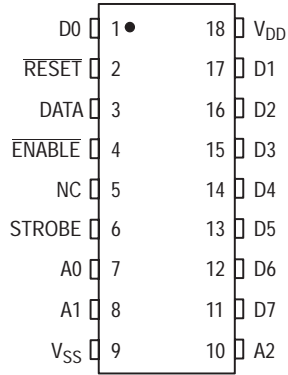 D0 1 18 VDD
RESET 2 17 D1
DATA 3 16 D2
ENABLE 4 15 D3
NC 5 14 D4
STROBE 6 13 D5
A0 7 12 D6
A1 8 11 D7
VSS 9 10 A2